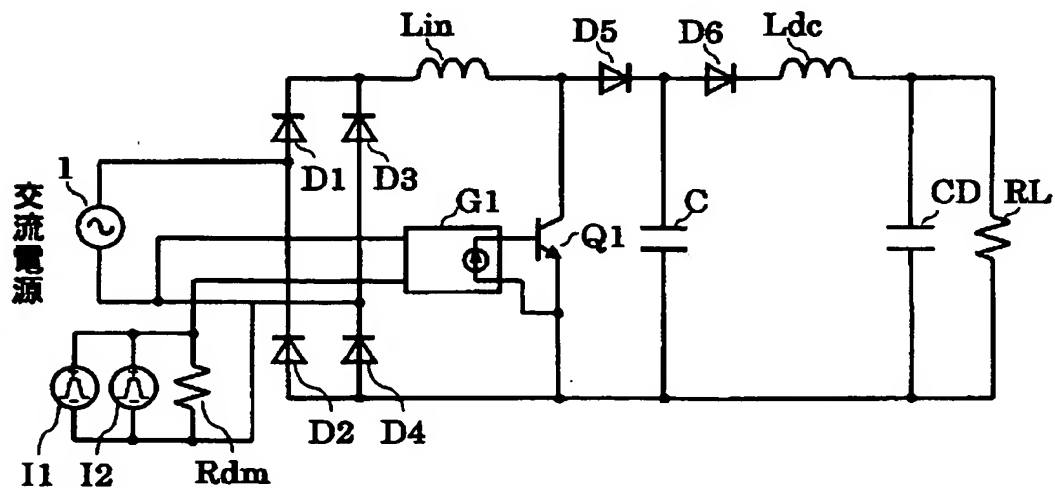 Lin
D5
D6
Ldc
1
D1
D3
G1
Q1
C
CD
RL
交流電源
D2
D4
I1
I2
Rdm